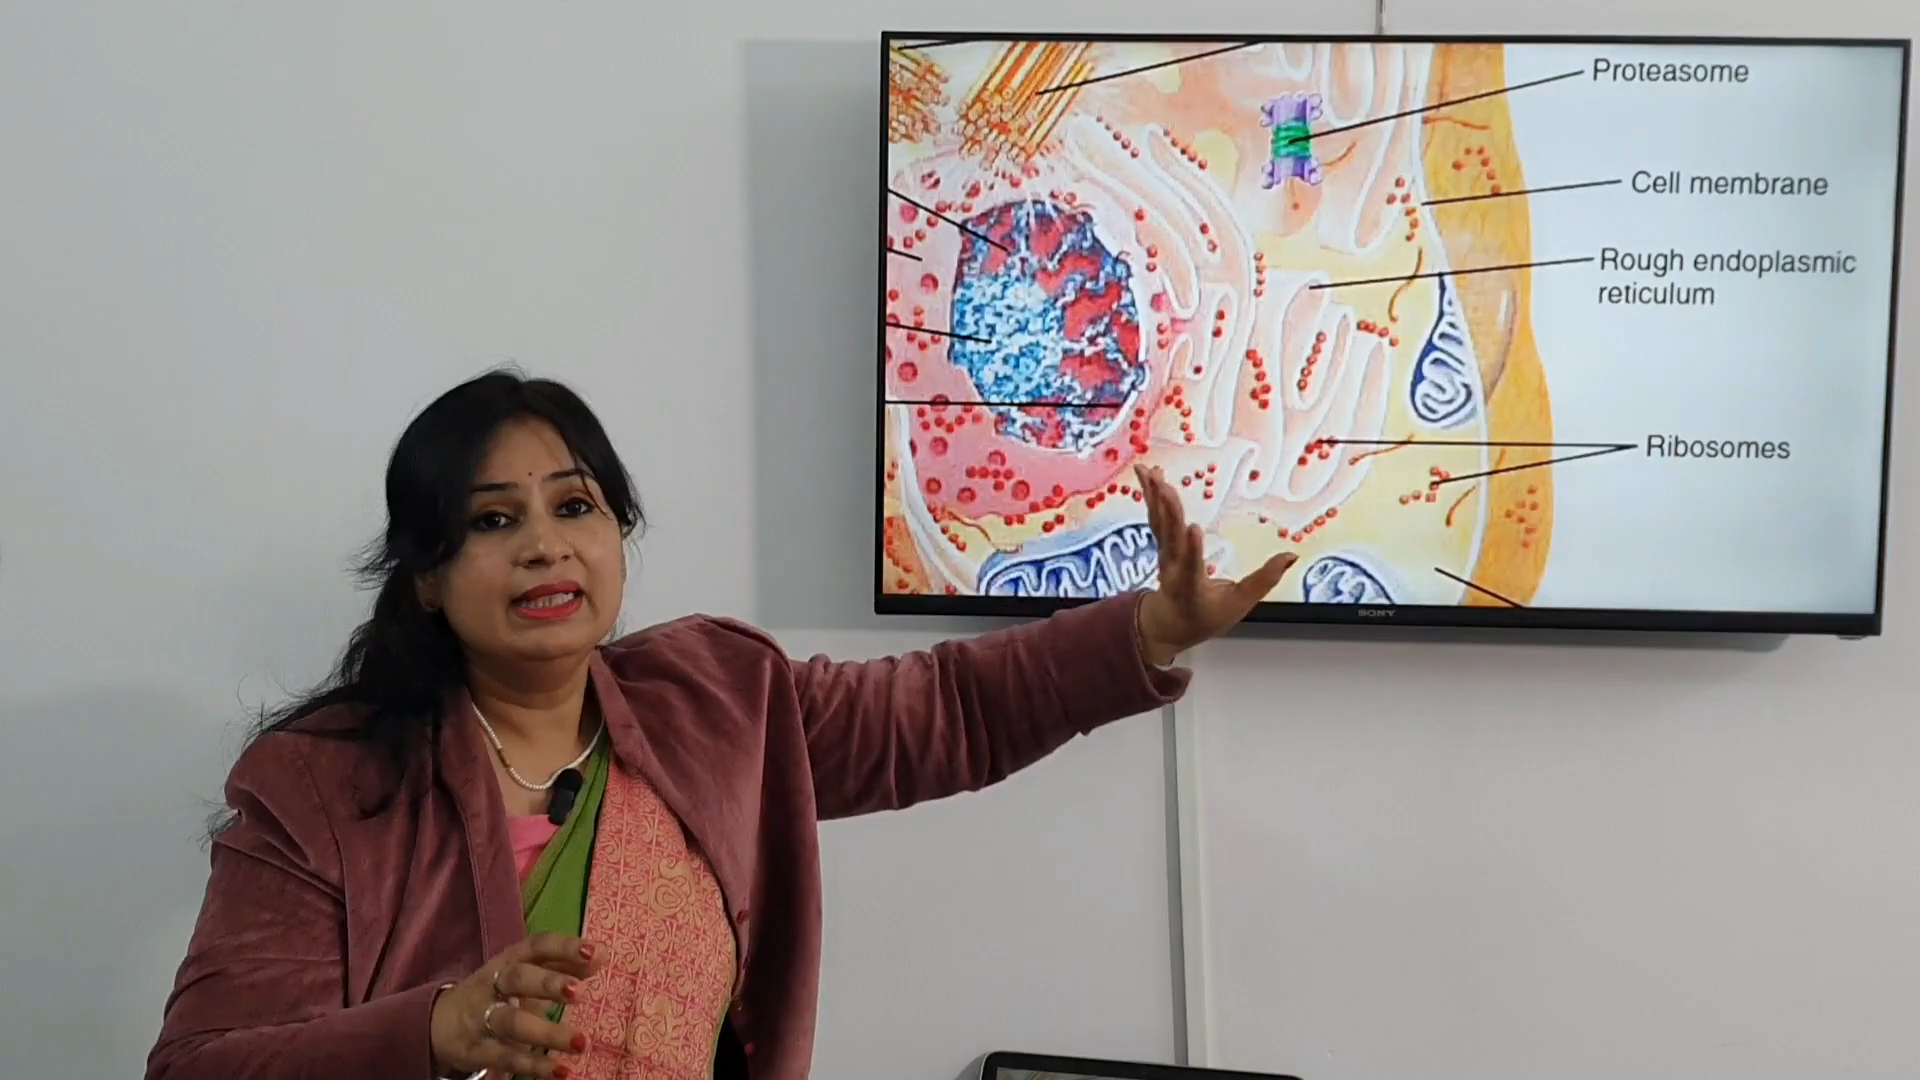 Proteasome
Cell membrane
Rough endoplasmic
reticulum
Ribosomes
SONY